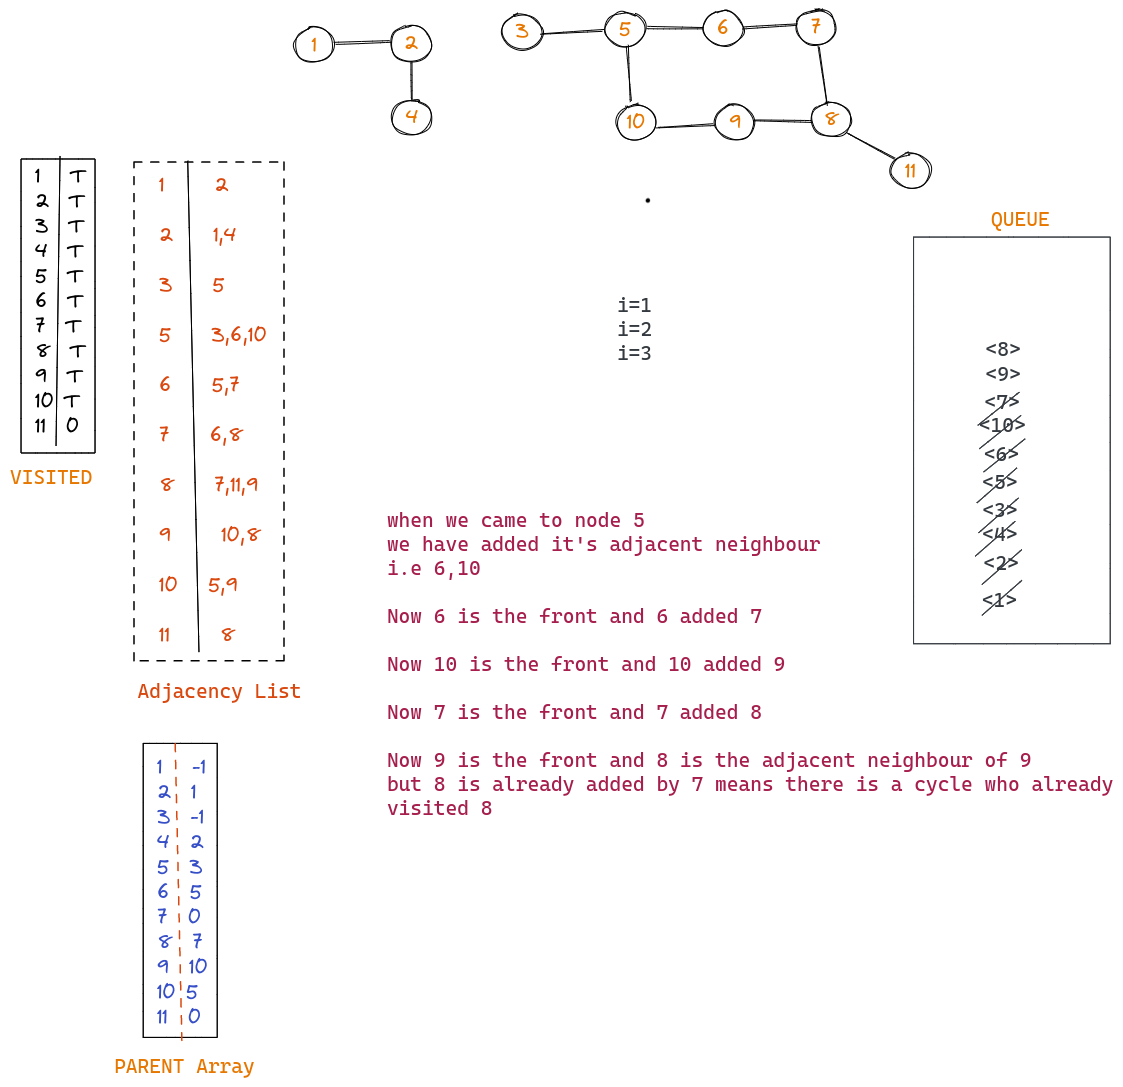 1
2
4
3
5
6
7
10
9
8
11
1 T
2 T
3 T
4 T
5 T
6 T
7 T
8 T
9 T
10 T
11 0
VISITED
1 2
2 1,4
3 5
5 3,6,10
6 5,7
7 6,8
8 7,11,9
9 10,8
10 5,9
11 8
Adjacency List
i=1
i=2
i=3
QUEUE
<8>
<9>
<7>
<10>
<6>
<5>
<3>
<4>
<2>
<1>
when we came to node 5
we have added it's adjacent neighbour
i.e 6,10
Now 6 is the front and 6 added 7
Now 10 is the front and 10 added 9
Now 7 is the front and 7 added 8
Now 9 is the front and 8 is the adjacent neighbour of 9
but 8 is already added by 7 means there is a cycle who already
visited 8
1 -1
2 1
3 -1
4 2
5 3
6 5
7 0
8 7
9 10
10 5
11 0
PARENT Array